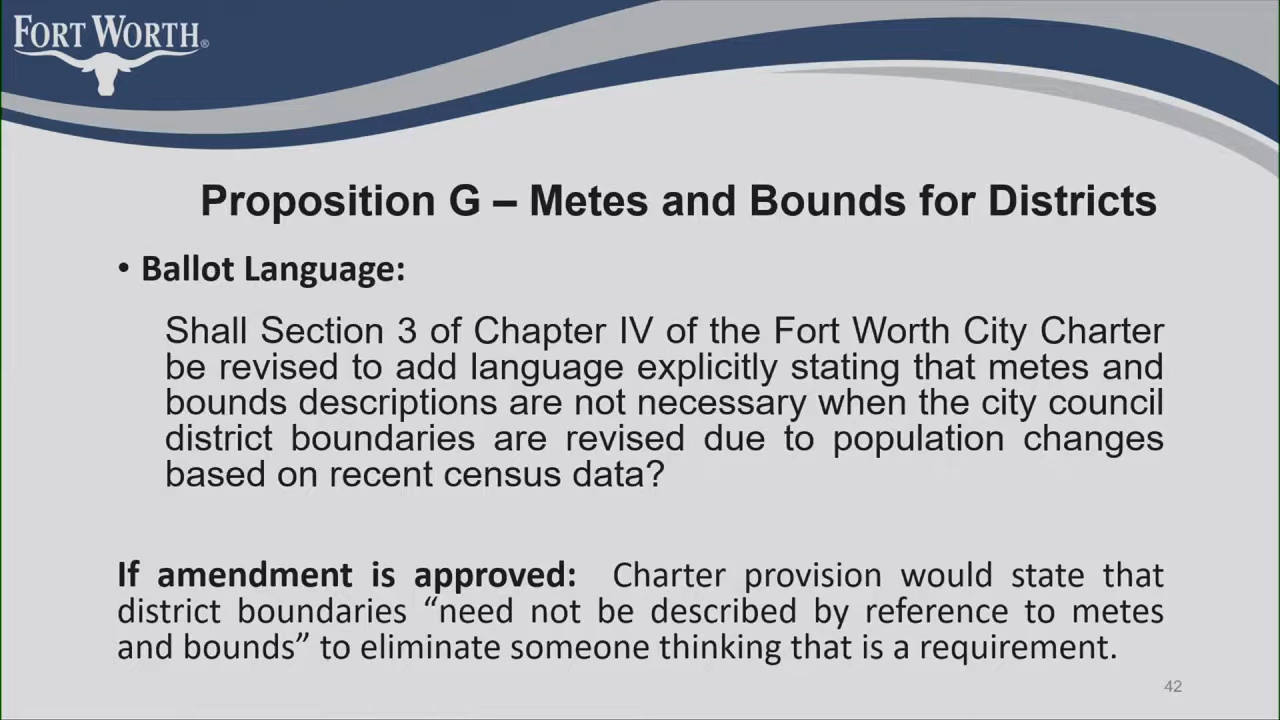 FORT WORTH®
Proposition G – Metes and Bounds for Districts
• Ballot Language:
Shall Section 3 of Chapter IV of the Fort Worth City Charter
be revised to add language explicitly stating that metes and
bounds descriptions are not necessary when the city council
district boundaries are revised due to population changes
based on recent census data?
If amendment is approved: Charter provision would state that
district boundaries “need not be described by reference to metes
and bounds” to eliminate someone thinking that is a requirement.
42